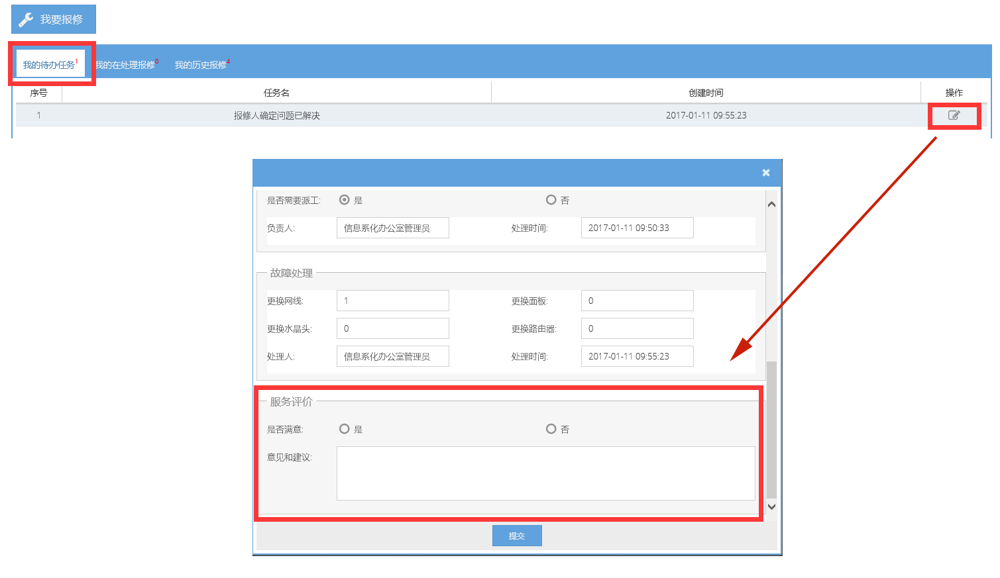 我要报修
我的待办任务1 我的在处理报修0 我的历史报修4
序号 任务名 创建时间 操作
1 报修人确定问题已解决 2017-01-11 09:55:23
是否需要派工: 是 否
负责人: 信息系化办公室管理员 处理时间: 2017-01-11 09:50:33
故障处理
更换网线: 1 更换面板: 0
更换水晶头: 0 更换路由器: 0
处理人: 信息系化办公室管理员 处理时间: 2017-01-11 09:55:23
服务评价
是否满意: 是 否
意见和建议:
提交